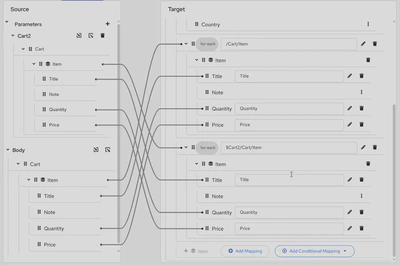 Source
Parameters
Cart2
Cart
Item
Title
Note
Quantity
Price
Body
Cart
Item
Title
Note
Quantity
Price
Target
Country
for-each /Cart/Item
Item
Title Title
Note
Quantity Quantity
Price Price
for-each $Cart2/Cart/Item
Item
Title Title
Note
Quantity Quantity
Price Price
Item Add Mapping Add Conditional Mapping